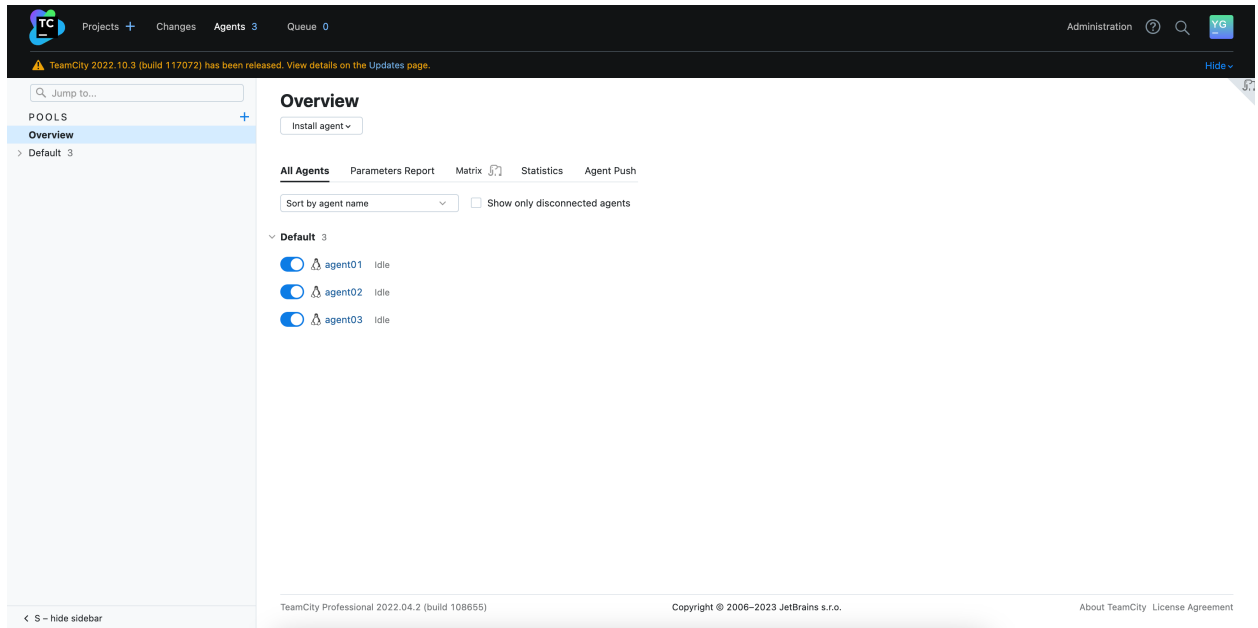 TC Projects + Changes Agents 3 Queue 0 Administration ? YG
TeamCity 2022.10.3 (build 117072) has been released. View details on the Updates page. Hide
Jump to...
POOLS +
Overview
Default 3
Overview
Install agent
All Agents Parameters Report Matrix Statistics Agent Push
Sort by agent name Show only disconnected agents
Default 3
agent01 Idle
agent02 Idle
agent03 Idle
TeamCity Professional 2022.04.2 (build 108655) Copyright © 2006–2023 JetBrains s.r.o. About TeamCity License Agreement
S – hide sidebar